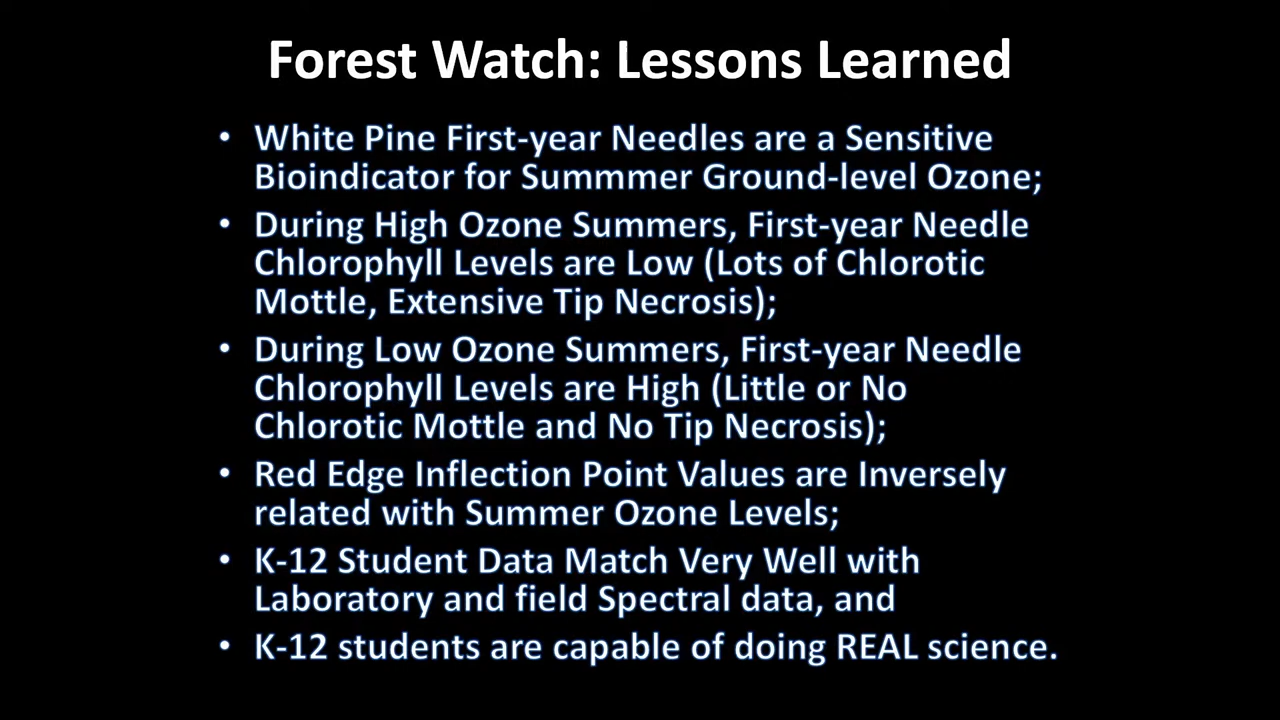 Forest Watch: Lessons Learned
• White Pine First-year Needles are a Sensitive
Bioindicator for Summmer Ground-level Ozone;
• During High Ozone Summers, First-year Needle
Chlorophyll Levels are Low (Lots of Chlorotic
Mottle, Extensive Tip Necrosis);
• During Low Ozone Summers, First-year Needle
Chlorophyll Levels are High (Little or No
Chlorotic Mottle and No Tip Necrosis);
• Red Edge Inflection Point Values are Inversely
related with Summer Ozone Levels;
• K-12 Student Data Match Very Well with
Laboratory and field Spectral data, and
• K-12 students are capable of doing REAL science.